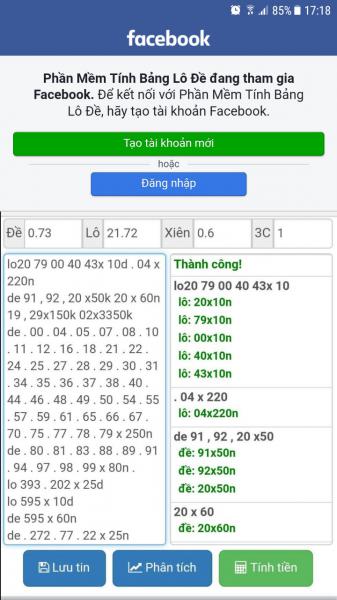 85% 17:18
facebook
Phần Mềm Tính Bảng Lô Đề đang tham gia
Facebook. Để kết nối với Phần Mềm Tính Bảng
Lô Đề, hãy tạo tài khoản Facebook.
Tạo tài khoản mới
hoặc
Đăng nhập
Đề 0.73 Lô 21.72 Xiên 0.6 3C 1
lo20 79 00 40 43x 10d . 04 x
220n
de 91 , 92 , 20 x50k 20 x 60n
19 , 29x150k 02x3350k
de - 00 . 04 . 05 . 07 . 08 . 10
. 11 . 12 . 16 . 18 . 21 . 22 .
24 . 25 . 27 . 28 . 29 . 30 . 31
. 34 . 35 . 36 . 37 . 38 . 40 .
44 . 46 . 48 . 49 . 50 . 54 . 55
. 57 . 59 . 61 . 65 . 66 . 67 .
70 . 75 . 77 . 78 . 79 x 250n
de - . 80 . 81 . 83 . 88 . 89 . 91
. 94 . 97 . 98 . 99 x 80n .
lo 393 . 202 x 25d
lo 595 x 10d
de 595 x 60n
de - . 272 . 77 . 22 x 25n
Thành công!
lo20 79 00 40 43x 10
lô: 20x10n
lô: 79x10n
lô: 00x10n
lô: 40x10n
lô: 43x10n
. 04 x 220
lô: 04x220n
de 91 , 92 , 20 x50
đề: 91x50n
đề: 92x50n
đề: 20x50n
20 x 60
đề: 20x60n
Lưu tin
Phân tích
Tính tiền